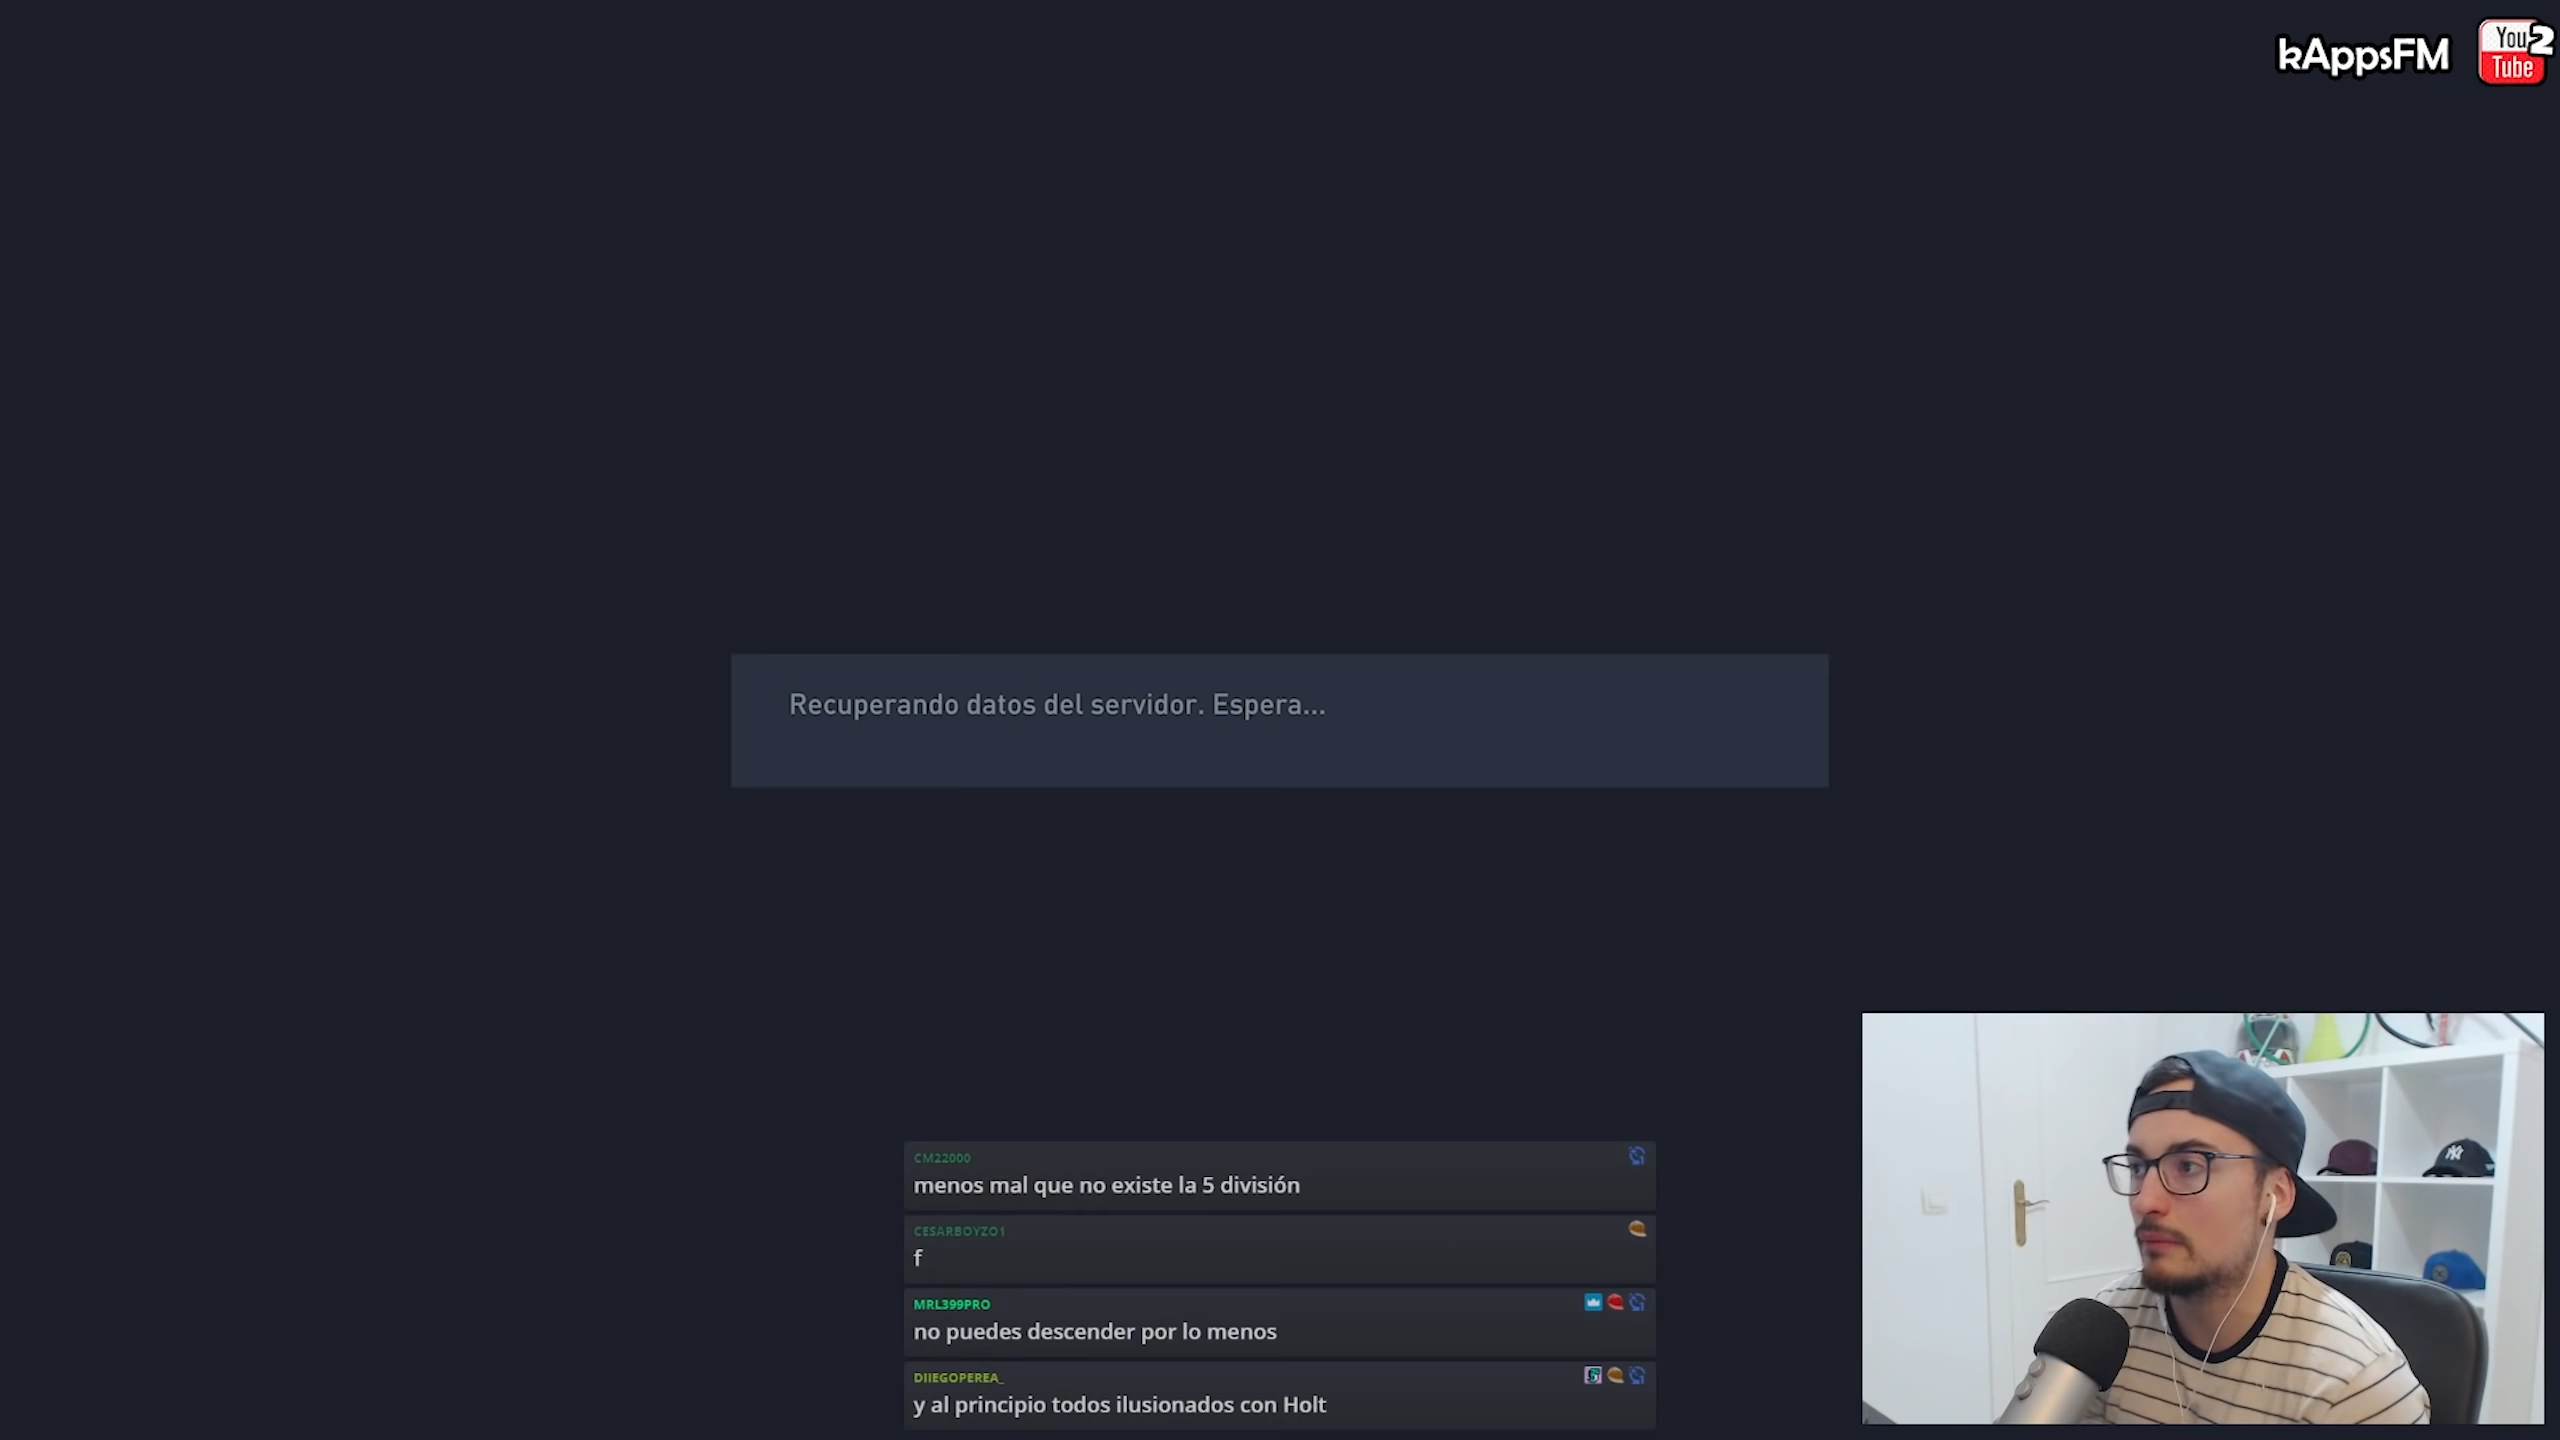 kAppsFM
You 2
Tube
Recuperando datos del servidor. Espera...
CM22000
menos mal que no existe la 5 división
CESARBOYZO1
f
MRL399PRO
no puedes descender por lo menos
DIIEGOPEREA_
y al principio todos ilusionados con Holt